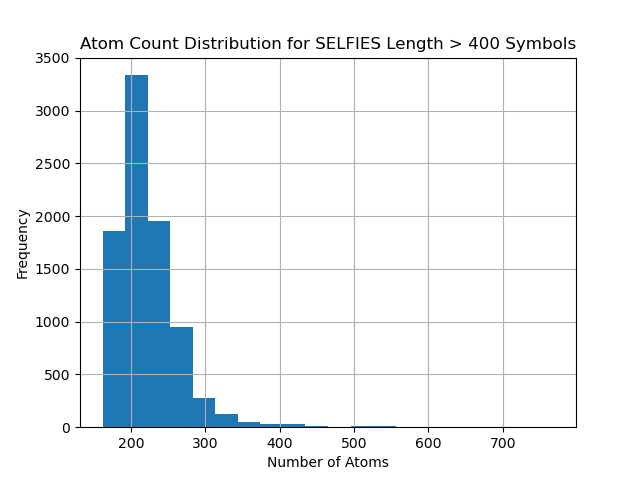 Atom Count Distribution for SELFIES Length > 400 Symbols
3500
3000
2500
2000
1500
1000
500
0
Frequency
200 300 400 500 600 700
Number of Atoms